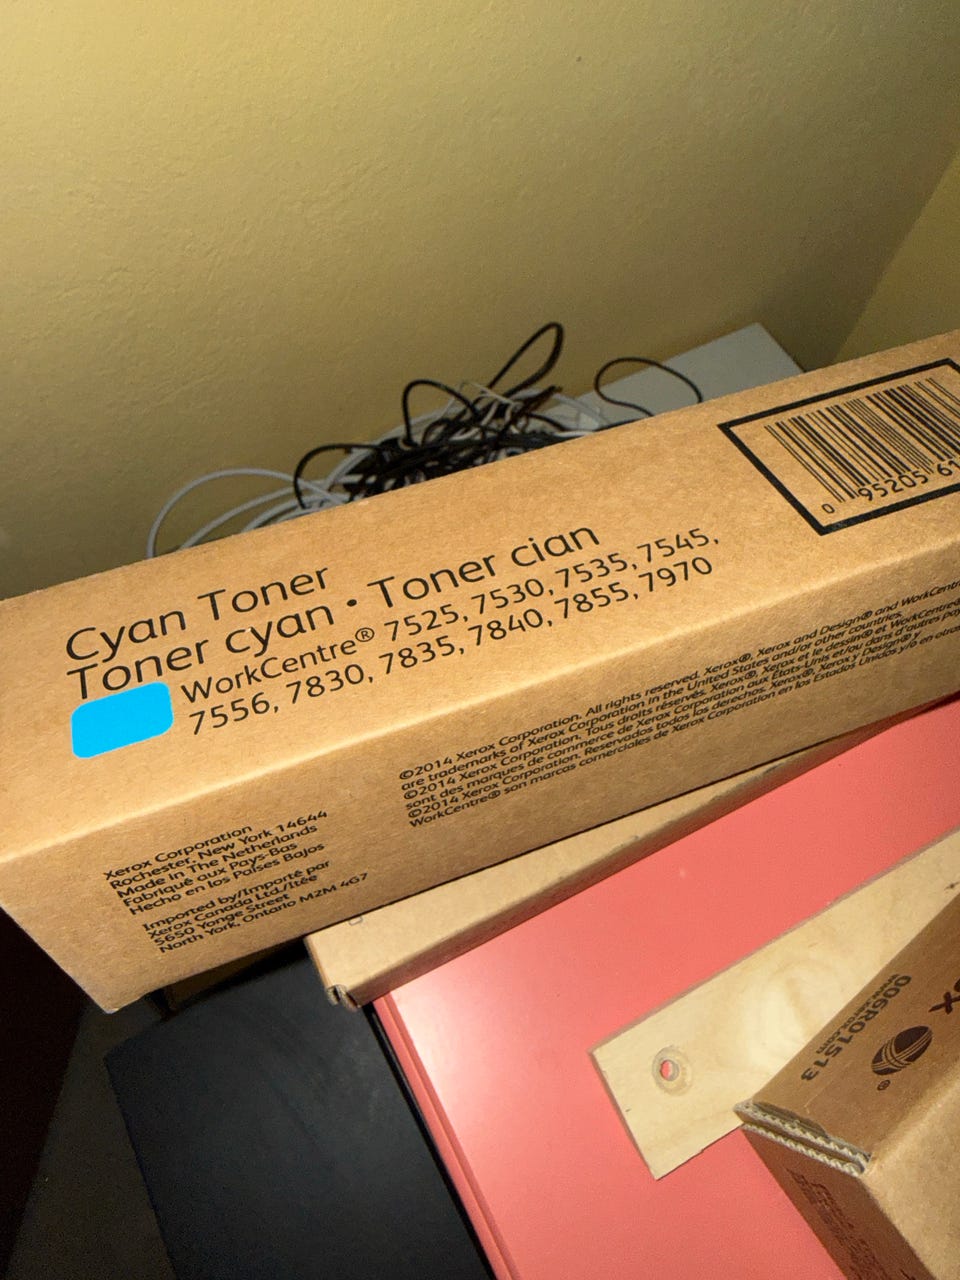 Cyan Toner
Toner cyan • Toner cian
WorkCentre® 7525, 7530, 7535, 7545,
7556, 7830, 7835, 7840, 7855, 7970
0 95205 61
Xerox Corporation
Rochester, New York 14644
Made in The Netherlands
Fabriqué aux Pays-Bas
Hecho en los Países Bajos
Imported by/Importé par
Xerox Canada Ltd./ltée
5650 Yonge Street
North York, Ontario M2M 4G7
©2014 Xerox Corporation. All rights reserved. Xerox®, Xerox and Design® and WorkCentre
are trademarks of Xerox Corporation in the United States and/or other countries.
©2014 Xerox Corporation. Tous droits réservés. Xerox®, Xerox et le dessin® et WorkCentre®
sont des marques de commerce de Xerox Corporation aux États-Unis et/ou dans d'autres pay
©2014 Xerox Corporation. Reservados todos los derechos. Xerox®, Xerox y Design® y
WorkCentre® son marcas comerciales de Xerox Corporation en los Estados Unidos y/o en otros
®
006R01513
www.xerox.com